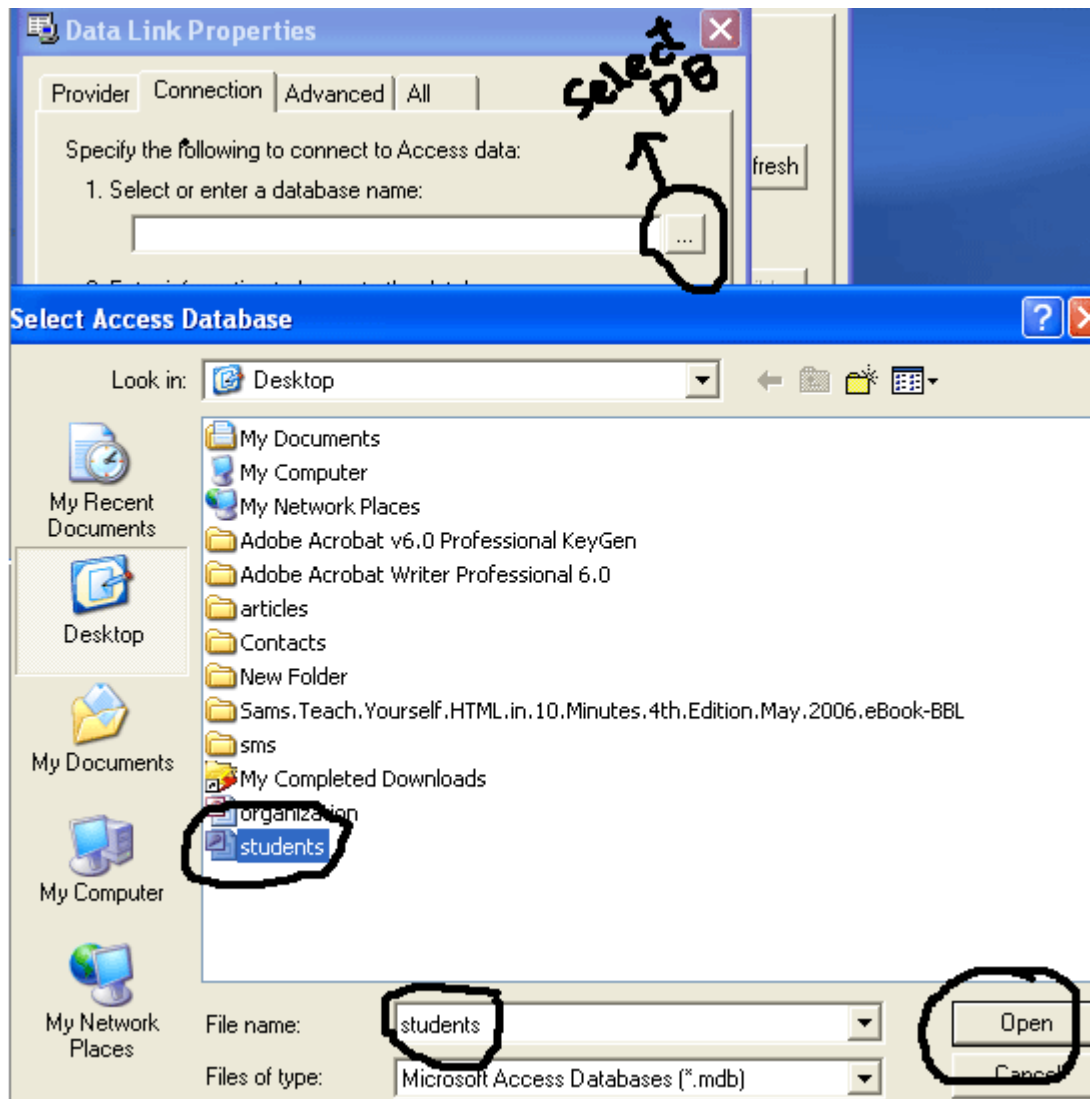 Data Link Properties
Select DB
Provider Connection Advanced All
Specify the following to connect to Access data:
fresh
1. Select or enter a database name:
...
Select Access Database
Look in: Desktop
My Documents
My Computer
My Network Places
Adobe Acrobat v6.0 Professional KeyGen
Adobe Acrobat Writer Professional 6.0
articles
Contacts
New Folder
Sams.Teach.Yourself.HTML.in.10.Minutes.4th.Edition.May.2006.eBook-BBL
sms
My Completed Downloads
organization
students
My Recent Documents
Desktop
My Documents
My Computer
My Network Places
File name: students
Open
Files of type: Microsoft Access Databases (*.mdb)
Cancel